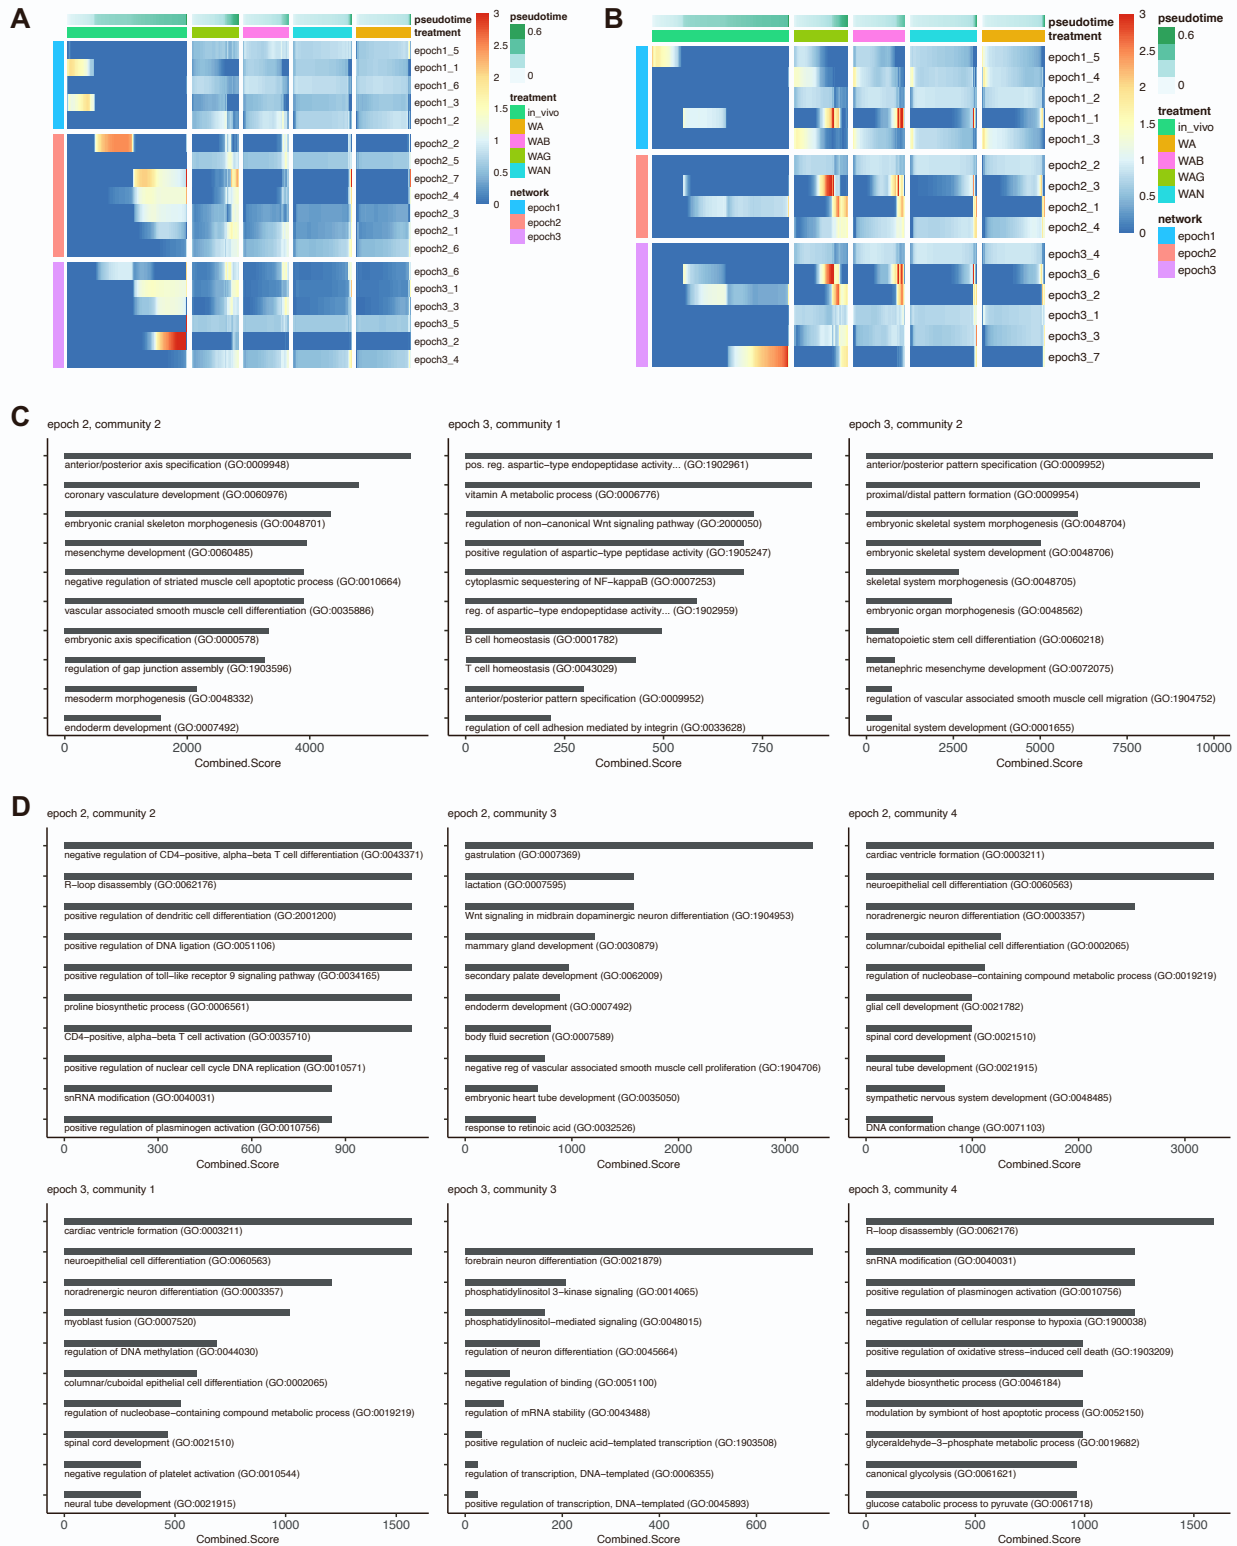 A
pseudotime
treatment
epoch1_5
epoch1_1
epoch1_6
epoch1_3
epoch1_2
epoch2_2
epoch2_5
epoch2_7
epoch2_4
epoch2_3
epoch2_1
epoch2_6
epoch3_6
epoch3_1
epoch3_3
epoch3_5
epoch3_2
epoch3_4
3
2.5
2
1.5
1
0.5
0
pseudotime
0.6
0
treatment
in_vivo
WA
WAB
WAG
WAN
network
epoch1
epoch2
epoch3
B
pseudotime
treatment
epoch1_5
epoch1_4
epoch1_2
epoch1_1
epoch1_3
epoch2_2
epoch2_3
epoch2_1
epoch2_4
epoch3_4
epoch3_6
epoch3_2
epoch3_1
epoch3_3
epoch3_7
3
2.5
2
1.5
1
0.5
0
pseudotime
0.6
0
treatment
in_vivo
WA
WAB
WAG
WAN
network
epoch1
epoch2
epoch3
C
epoch 2, community 2
anterior/posterior axis specification (GO:0009948)
coronary vasculature development (GO:0060976)
embryonic cranial skeleton morphogenesis (GO:0048701)
mesenchyme development (GO:0060485)
negative regulation of striated muscle cell apoptotic process (GO:0010664)
vascular associated smooth muscle cell differentiation (GO:0035886)
embryonic axis specification (GO:0000578)
regulation of gap junction assembly (GO:1903596)
mesoderm morphogenesis (GO:0048332)
endoderm development (GO:0007492)
0 2000 4000
Combined.Score
epoch 3, community 1
pos. reg. aspartic−type endopeptidase activity... (GO:1902961)
vitamin A metabolic process (GO:0006776)
regulation of non−canonical Wnt signaling pathway (GO:2000050)
positive regulation of aspartic−type peptidase activity (GO:1905247)
cytoplasmic sequestering of NF−kappaB (GO:0007253)
reg. of aspartic−type endopeptidase activity... (GO:1902959)
B cell homeostasis (GO:0001782)
T cell homeostasis (GO:0043029)
anterior/posterior pattern specification (GO:0009952)
regulation of cell adhesion mediated by integrin (GO:0033628)
0 250 500 750
Combined.Score
epoch 3, community 2
anterior/posterior pattern specification (GO:0009952)
proximal/distal pattern formation (GO:0009954)
embryonic skeletal system morphogenesis (GO:0048704)
embryonic skeletal system development (GO:0048706)
skeletal system morphogenesis (GO:0048705)
embryonic organ morphogenesis (GO:0048562)
hematopoietic stem cell differentiation (GO:0060218)
metanephric mesenchyme development (GO:0072075)
regulation of vascular associated smooth muscle cell migration (GO:1904752)
urogenital system development (GO:0001655)
0 2500 5000 7500 10000
Combined.Score
D
epoch 2, community 2
negative regulation of CD4−positive, alpha−beta T cell differentiation (GO:0043371)
R−loop disassembly (GO:0062176)
positive regulation of dendritic cell differentiation (GO:2001200)
positive regulation of DNA ligation (GO:0051106)
positive regulation of toll−like receptor 9 signaling pathway (GO:0034165)
proline biosynthetic process (GO:0006561)
CD4−positive, alpha−beta T cell activation (GO:0035710)
positive regulation of nuclear cell cycle DNA replication (GO:0010571)
snRNA modification (GO:0040031)
positive regulation of plasminogen activation (GO:0010756)
0 300 600 900
Combined.Score
epoch 2, community 3
gastrulation (GO:0007369)
lactation (GO:0007595)
Wnt signaling in midbrain dopaminergic neuron differentiation (GO:1904953)
mammary gland development (GO:0030879)
secondary palate development (GO:0062009)
endoderm development (GO:0007492)
body fluid secretion (GO:0007589)
negative reg of vascular associated smooth muscle cell proliferation (GO:1904706)
embryonic heart tube development (GO:0035050)
response to retinoic acid (GO:0032526)
0 1000 2000 3000
Combined.Score
epoch 2, community 4
cardiac ventricle formation (GO:0003211)
neuroepithelial cell differentiation (GO:0060563)
noradrenergic neuron differentiation (GO:0003357)
columnar/cuboidal epithelial cell differentiation (GO:0002065)
regulation of nucleobase−containing compound metabolic process (GO:0019219)
glial cell development (GO:0021782)
spinal cord development (GO:0021510)
neural tube development (GO:0021915)
sympathetic nervous system development (GO:0048485)
DNA conformation change (GO:0071103)
0 1000 2000 3000
Combined.Score
epoch 3, community 1
cardiac ventricle formation (GO:0003211)
neuroepithelial cell differentiation (GO:0060563)
noradrenergic neuron differentiation (GO:0003357)
myoblast fusion (GO:0007520)
regulation of DNA methylation (GO:0044030)
columnar/cuboidal epithelial cell differentiation (GO:0002065)
regulation of nucleobase−containing compound metabolic process (GO:0019219)
spinal cord development (GO:0021510)
negative regulation of platelet activation (GO:0010544)
neural tube development (GO:0021915)
0 500 1000 1500
Combined.Score
epoch 3, community 3
forebrain neuron differentiation (GO:0021879)
phosphatidylinositol 3−kinase signaling (GO:0014065)
phosphatidylinositol−mediated signaling (GO:0048015)
regulation of neuron differentiation (GO:0045664)
negative regulation of binding (GO:0051100)
regulation of mRNA stability (GO:0043488)
positive regulation of nucleic acid−templated transcription (GO:1903508)
regulation of transcription, DNA−templated (GO:0006355)
positive regulation of transcription, DNA−templated (GO:0045893)
0 200 400 600
Combined.Score
epoch 3, community 4
R−loop disassembly (GO:0062176)
snRNA modification (GO:0040031)
positive regulation of plasminogen activation (GO:0010756)
negative regulation of cellular response to hypoxia (GO:1900038)
positive regulation of oxidative stress−induced cell death (GO:1903209)
aldehyde biosynthetic process (GO:0046184)
modulation by symbiont of host apoptotic process (GO:0052150)
glyceraldehyde−3−phosphate metabolic process (GO:0019682)
canonical glycolysis (GO:0061621)
glucose catabolic process to pyruvate (GO:0061718)
0 500 1000 1500
Combined.Score